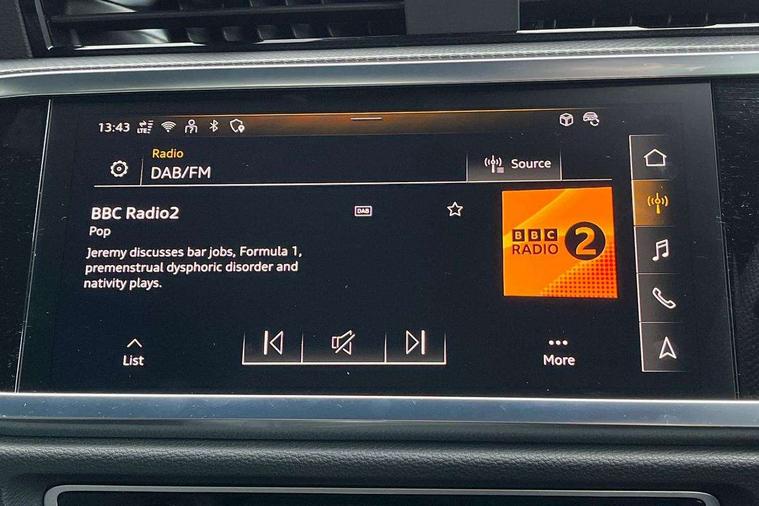 13:43 LTE
Radio
DAB/FM
Source
BBC Radio2
DAB
Pop
Jeremy discusses bar jobs, Formula 1,
premenstrual dysphoric disorder and
nativity plays.
BBC
RADIO 2
List
More